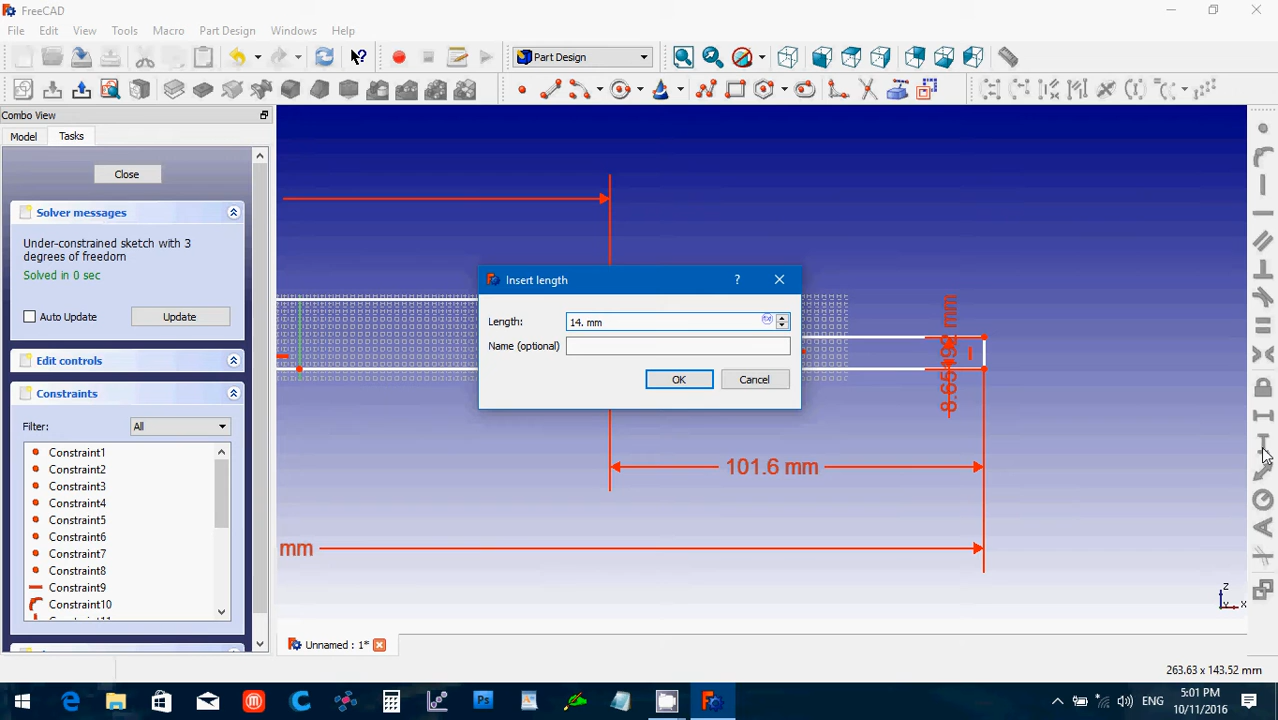 FreeCAD
File Edit View Tools Macro Part Design Windows Help
Part Design
Combo View
Model Tasks
Close
Solver messages
Under-constrained sketch with 3
degrees of freedom
Solved in 0 sec
Auto Update Update
Edit controls
Constraints
Filter: All
Constraint1
Constraint2
Constraint3
Constraint4
Constraint5
Constraint6
Constraint7
Constraint8
Constraint9
Constraint10
Insert length
Length: 14. mm
Name (optional)
OK Cancel
101.6 mm
mm
Z
X
Unnamed : 1*
263.63 x 143.52 mm
ENG
5:01 PM
10/11/2016